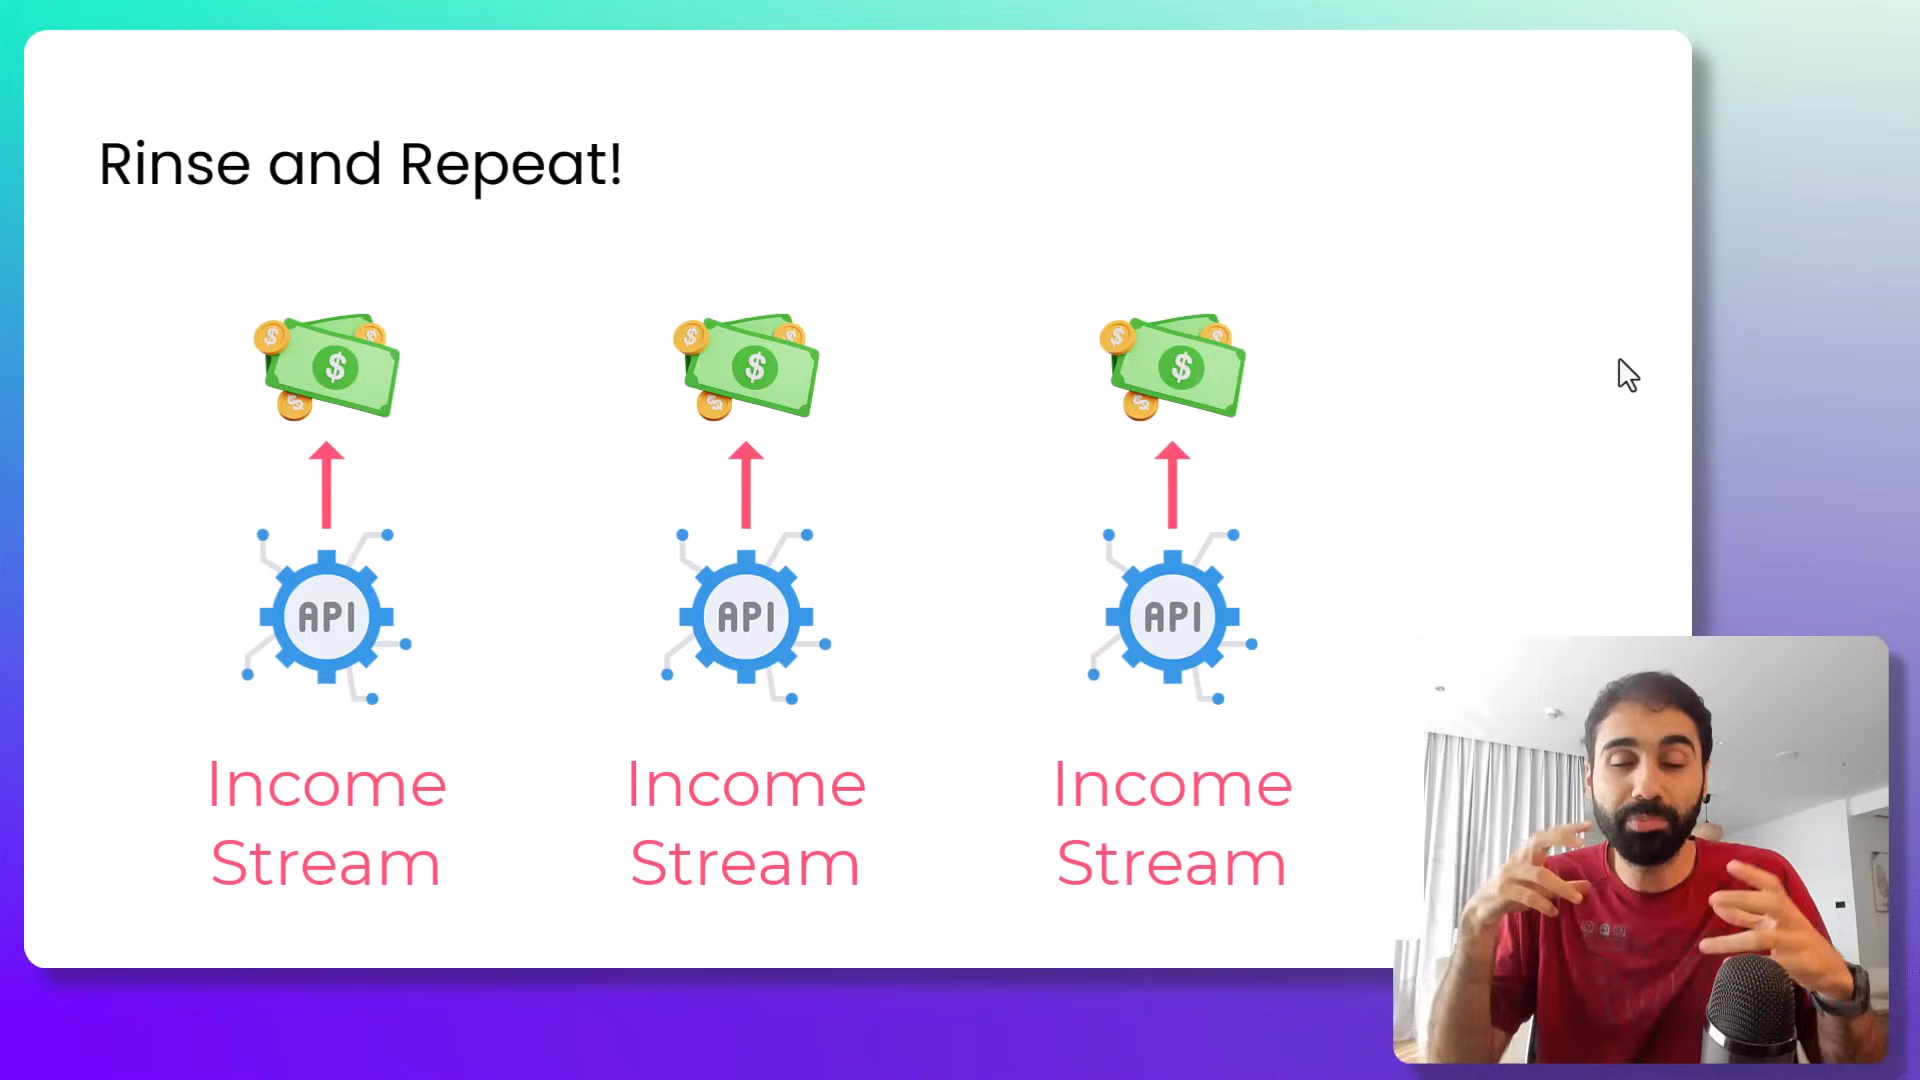 Rinse and Repeat!
$ $ $
$ $ $
$ $ $
API API API
Income Income Income
Stream Stream Stream